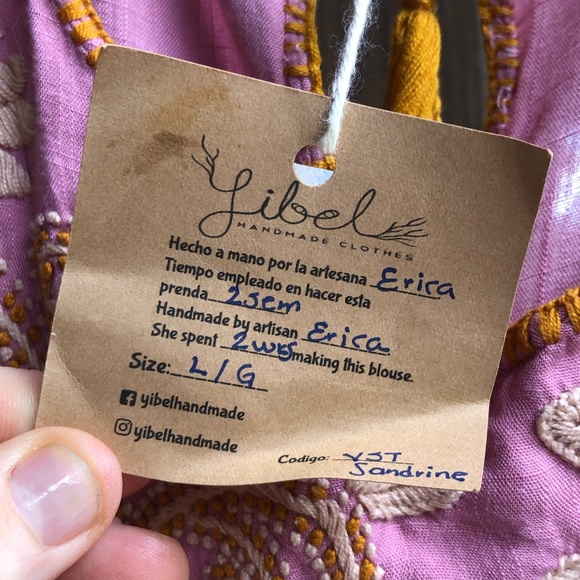 Yibel
HANDMADE CLOTHES
Hecho a mano por la artesana Erica
Tiempo empleado en hacer esta
prenda 2sem
Handmade by artisan Erica
She spent 2wks making this blouse.
Size: L/G
yibelhandmade
yibelhandmade
Codigo: YST
Sandrine